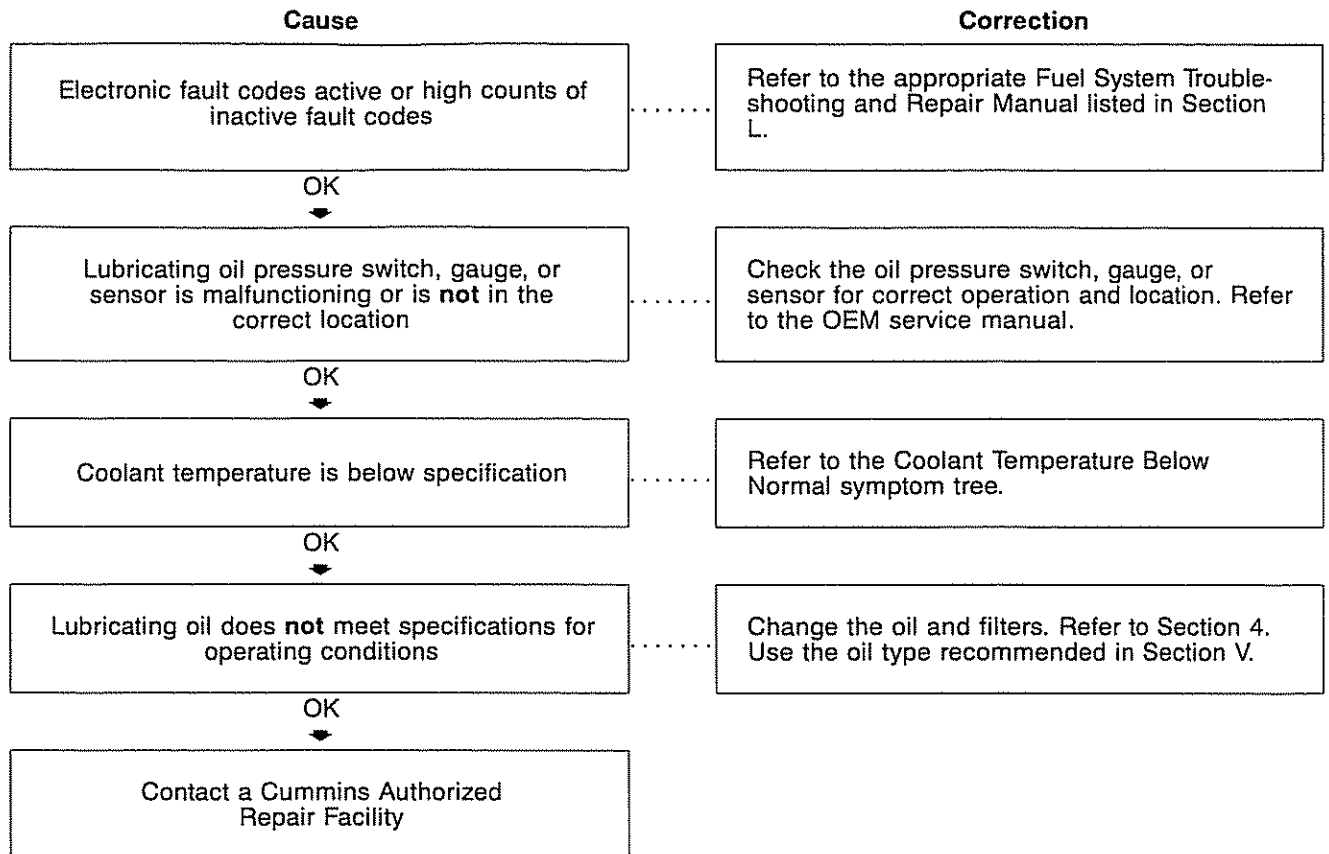 Cause
Correction
Electronic fault codes active or high counts of
inactive fault codes
Refer to the appropriate Fuel System Trouble-
shooting and Repair Manual listed in Section
L.
OK
Lubricating oil pressure switch, gauge, or
sensor is malfunctioning or is not in the
correct location
Check the oil pressure switch, gauge, or
sensor for correct operation and location. Refer
to the OEM service manual.
OK
Coolant temperature is below specification
Refer to the Coolant Temperature Below
Normal symptom tree.
OK
Lubricating oil does not meet specifications for
operating conditions
Change the oil and filters. Refer to Section 4.
Use the oil type recommended in Section V.
OK
Contact a Cummins Authorized
Repair Facility